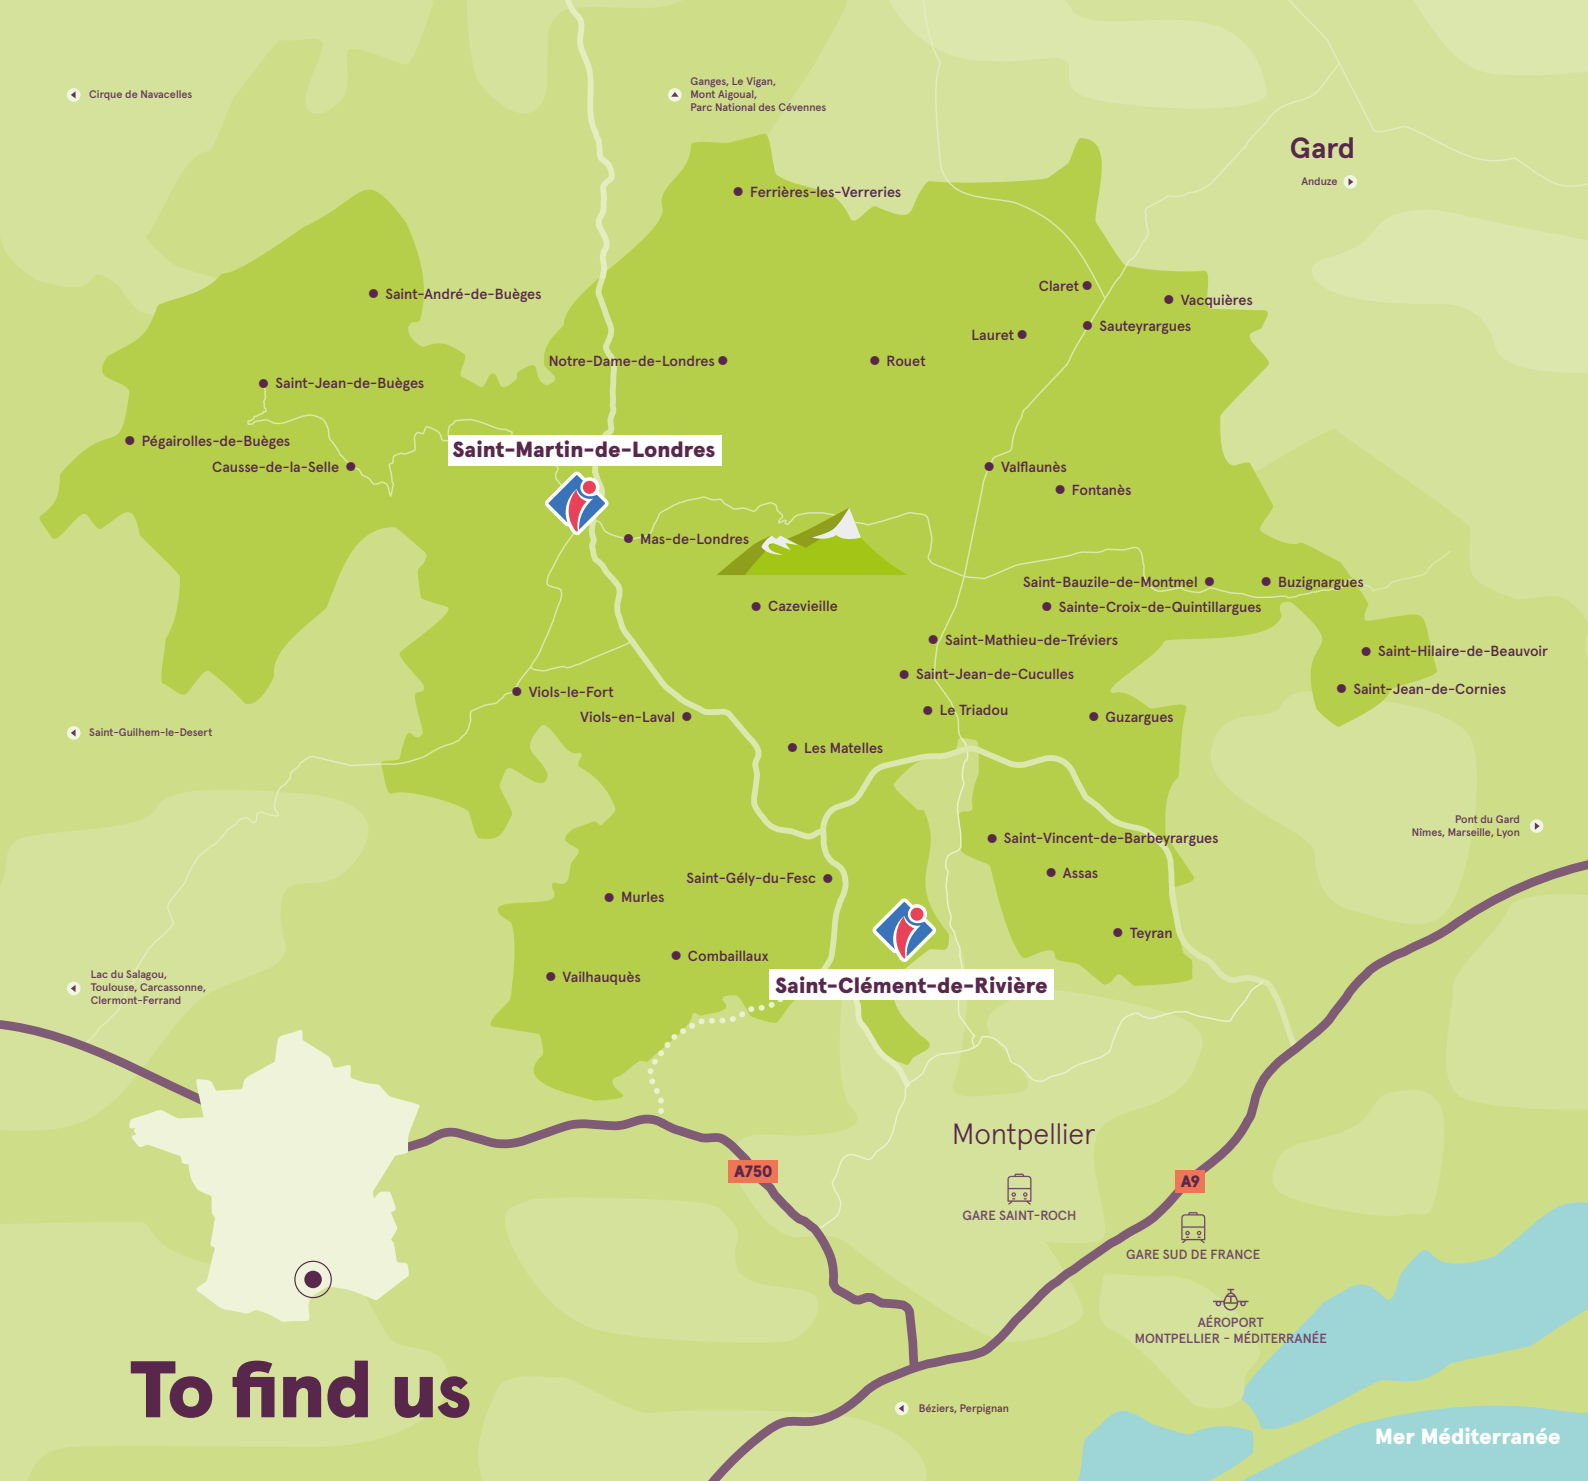 Ganges, Le Vigan,
Mont Aigoual,
Parc National des Cévennes
Cirque de Navacelles
Gard
Anduze
Ferrières-les-Verreries
Claret
Saint-André-de-Buèges
Vacquières
Sauteyrargues
Lauret
Notre-Dame-de-Londres
Rouet
Saint-Jean-de-Buèges
Pégairolles-de-Buèges
Saint-Martin-de-Londres
Causse-de-la-Selle
Valflaunès
Fontanès
Mas-de-Londres
Saint-Bauzile-de-Montmel
Buzignargues
Cazevieille
Sainte-Croix-de-Quintillargues
Saint-Mathieu-de-Tréviers
Saint-Hilaire-de-Beauvoir
Saint-Jean-de-Cuculles
Saint-Jean-de-Cornies
Viols-le-Fort
Le Triadou
Viols-en-Laval
Guzargues
Saint-Guilhem-le-Desert
Les Matelles
Pont du Gard
Nîmes, Marseille, Lyon
Saint-Vincent-de-Barbeyrargues
Assas
Saint-Gély-du-Fesc
Murles
Teyran
Combaillaux
Vailhauquès
Lac du Salagou,
Toulouse, Carcassonne,
Clermont-Ferrand
Saint-Clément-de-Rivière
Montpellier
A750
A9
GARE SAINT-ROCH
GARE SUD DE FRANCE
AÉROPORT
MONTPELLIER - MÉDITERRANÉE
To find us
Béziers, Perpignan
Mer Méditerranée